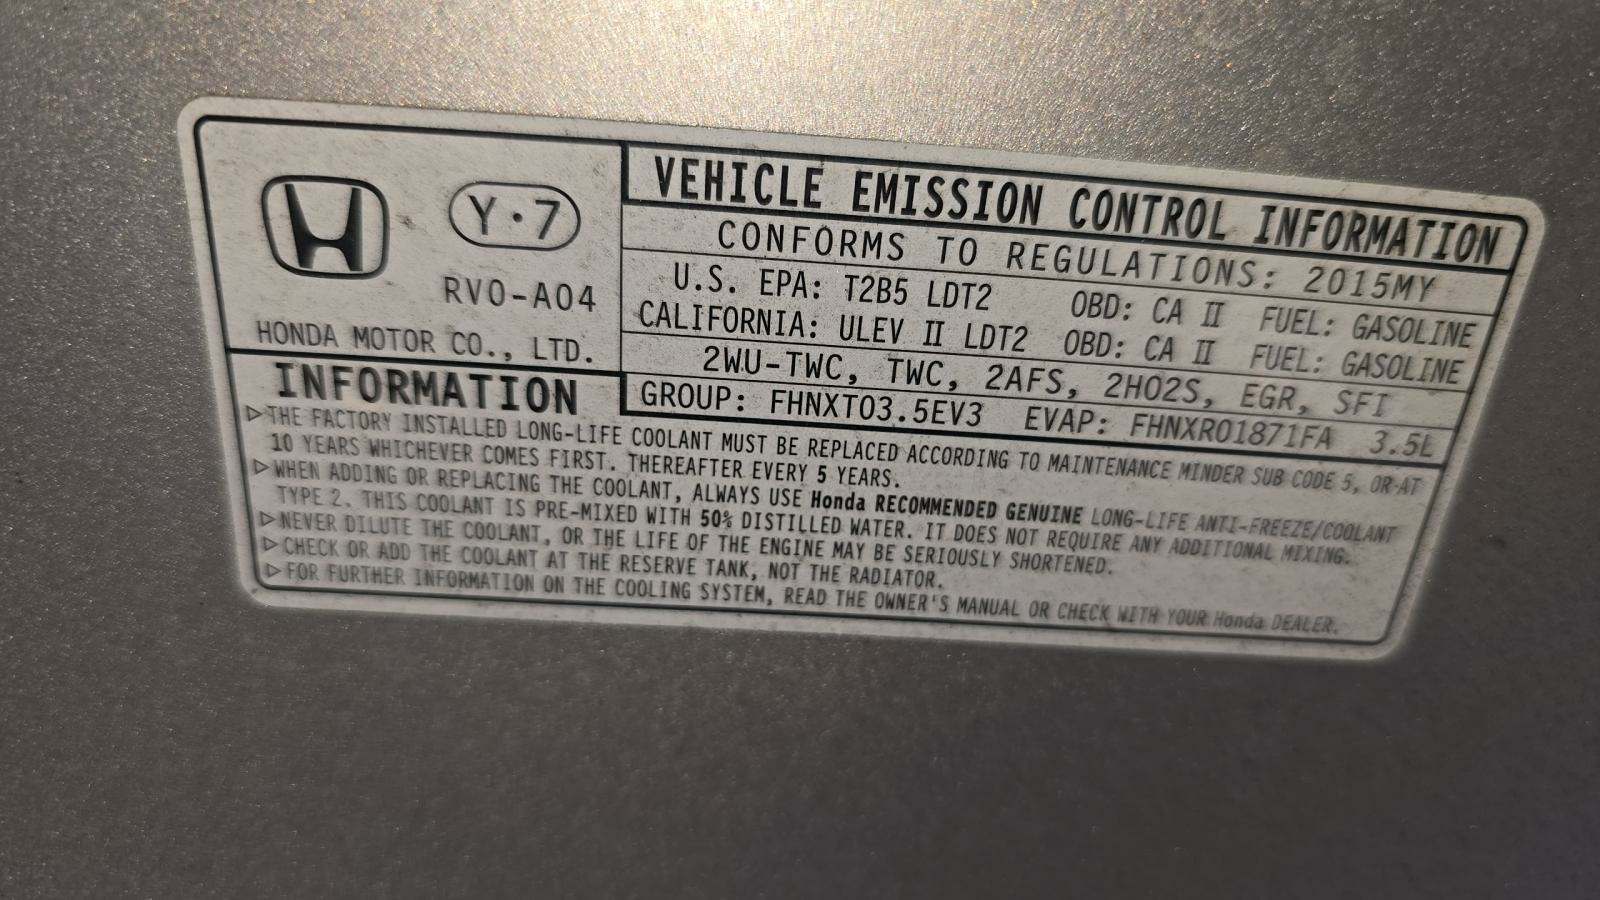 Y·7
RV0-A04
HONDA MOTOR CO., LTD.
VEHICLE EMISSION CONTROL INFORMATION
CONFORMS TO REGULATIONS: 2015MY
U.S. EPA: T2B5 LDT2 OBD: CA II FUEL: GASOLINE
CALIFORNIA: ULEV II LDT2 OBD: CA II FUEL: GASOLINE
2WU-TWC, TWC, 2AFS, 2HO2S, EGR, SFI
GROUP: FHNXT03.5EV3 EVAP: FHNXR01871FA 3.5L
INFORMATION
▷THE FACTORY INSTALLED LONG-LIFE COOLANT MUST BE REPLACED ACCORDING TO MAINTENANCE MINDER SUB CODE 5, OR AT
10 YEARS WHICHEVER COMES FIRST. THEREAFTER EVERY 5 YEARS.
▷WHEN ADDING OR REPLACING THE COOLANT, ALWAYS USE Honda RECOMMENDED GENUINE LONG-LIFE ANTI-FREEZE/COOLANT
TYPE 2. THIS COOLANT IS PRE-MIXED WITH 50% DISTILLED WATER. IT DOES NOT REQUIRE ANY ADDITIONAL MIXING.
▷NEVER DILUTE THE COOLANT, OR THE LIFE OF THE ENGINE MAY BE SERIOUSLY SHORTENED.
▷CHECK OR ADD THE COOLANT AT THE RESERVE TANK, NOT THE RADIATOR.
▷FOR FURTHER INFORMATION ON THE COOLING SYSTEM, READ THE OWNER'S MANUAL OR CHECK WITH YOUR Honda DEALER.